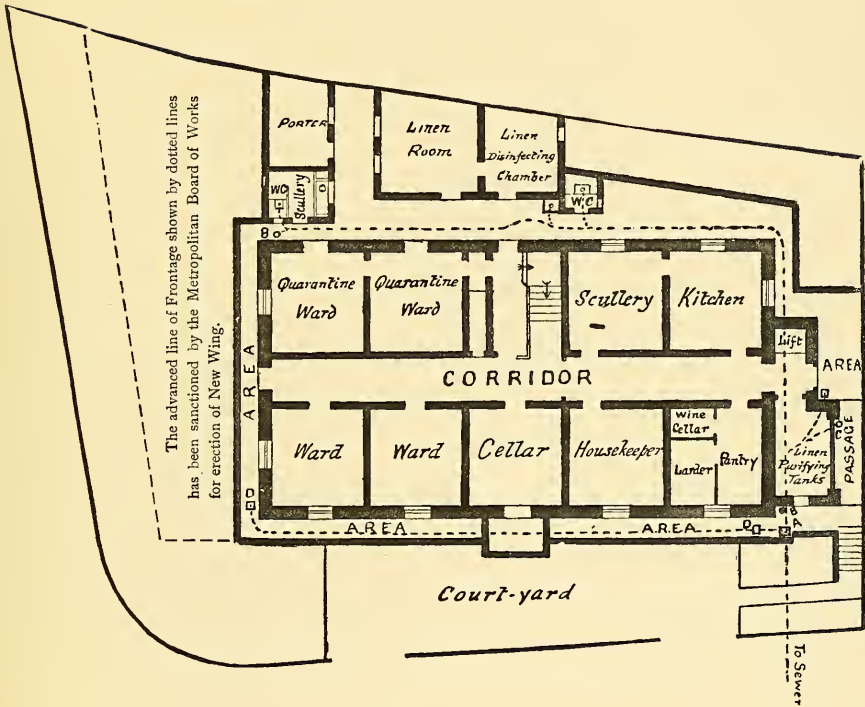 The advanced line of Frontage shown by dotted lines
has been sanctioned by the Metropolitan Board of Works
for erection of New Wing.
PORTER
Linen
Room
Linen
Disinfecting
Chamber
WC
Scullery
W.C
B
Quarantine
Ward
Quarantine
Ward
Scullery
Kitchen
Lift
AREA
AREA
CORRIDOR
Ward
Ward
Cellar
Housekeeper
Wine
Cellar
Larder
Pantry
Linen
Purifying
Tanks
PASSAGE
D
AREA
AREA
D
A
B
D
Court-yard
To Sewer